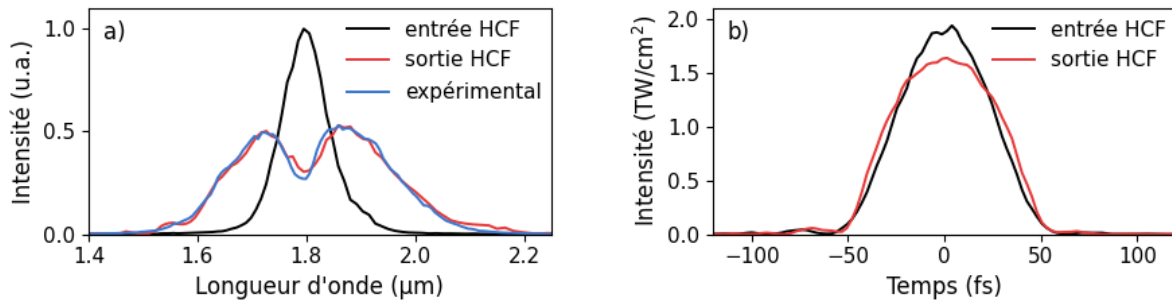 a)
entrée HCF
sortie HCF
expérimental
Intensité (u.a.)
1.0
0.5
0.0
1.4 1.6 1.8 2.0 2.2
Longueur d'onde (μm)
b)
entrée HCF
sortie HCF
Intensité (TW/cm²)
2.0
1.5
1.0
0.5
0.0
−100 −50 0 50 100
Temps (fs)